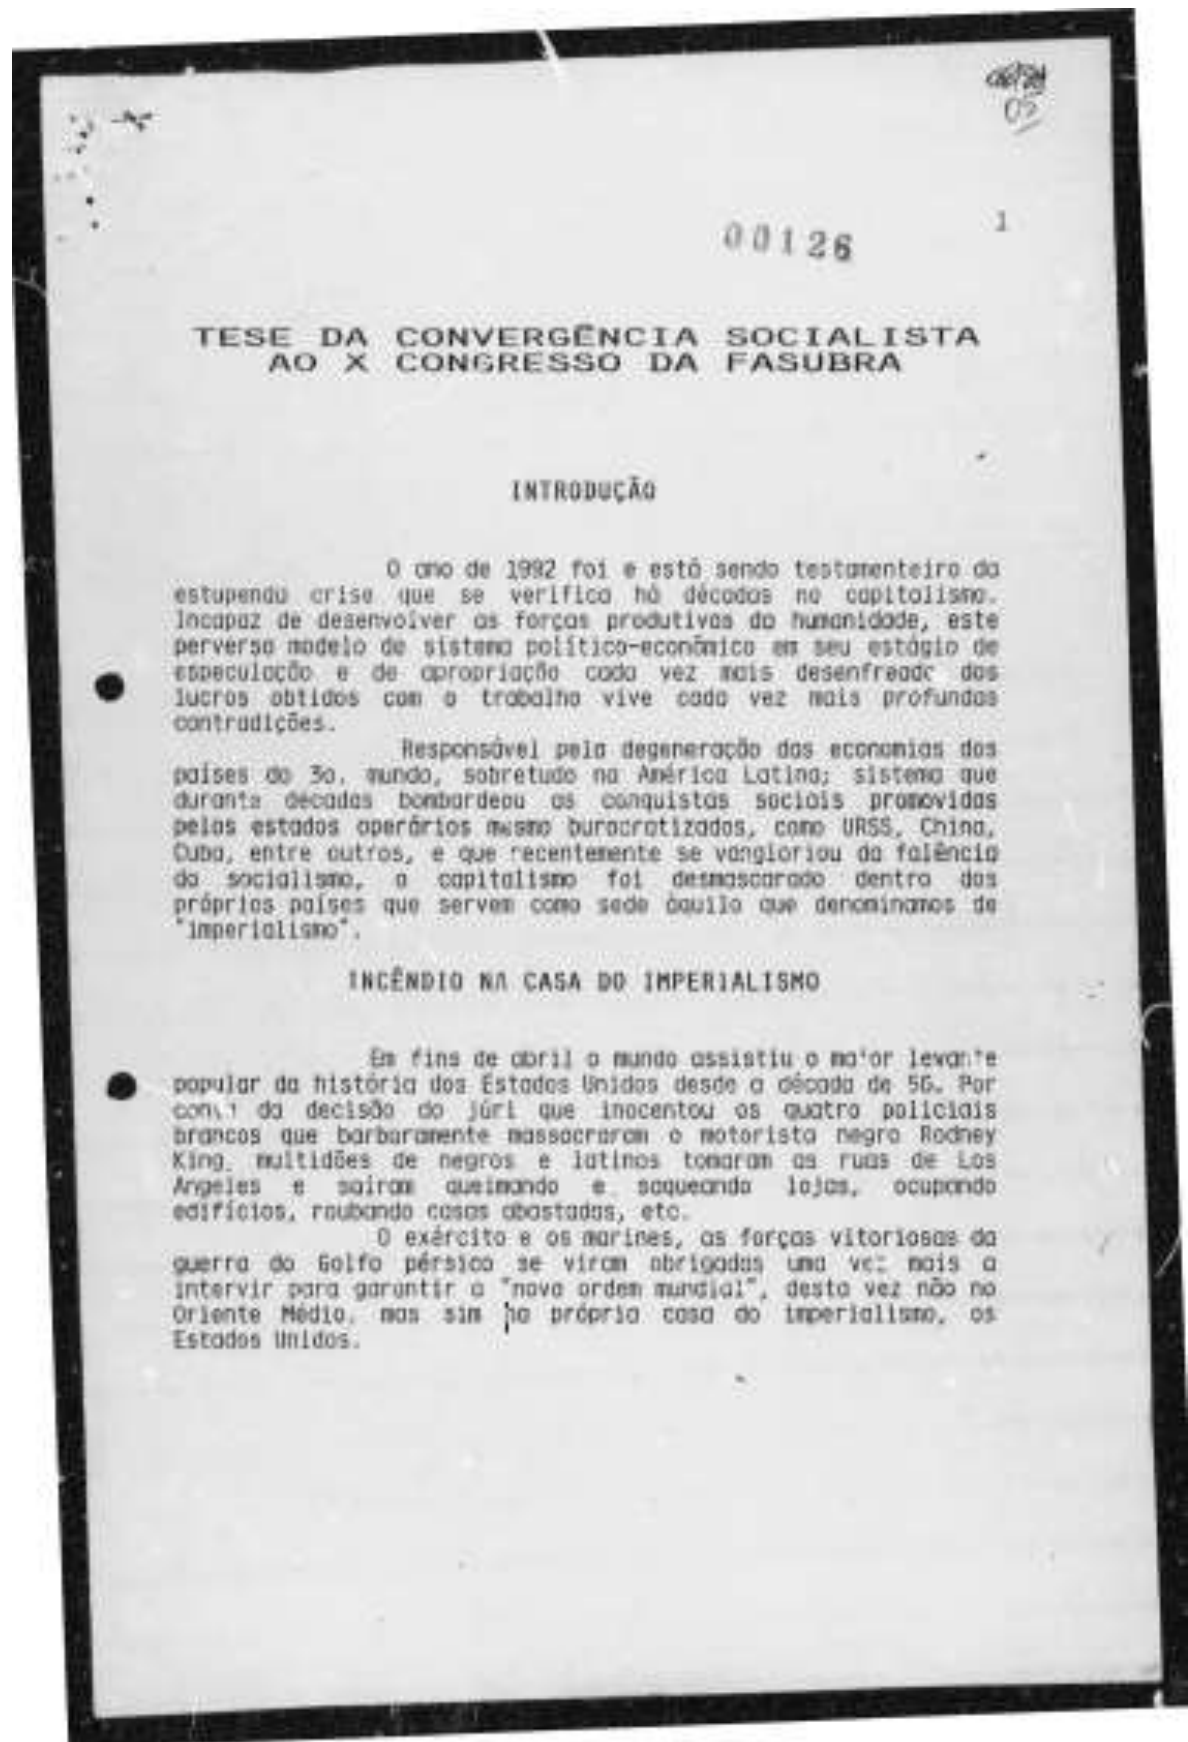 05
00126
1
TESE DA CONVERGÊNCIA SOCIALISTA
AO X CONGRESSO DA FASUBRA
INTRODUÇÃO
O ano de 1992 foi e está sendo testamenteiro da
estupenda crise que se verifica há décadas no capitalismo.
Incapaz de desenvolver as forças produtivas da humanidade, este
perverso modelo de sistema político-econômico em seu estágio de
especulação e de apropriação cada vez mais desenfreada dos
lucros obtidos com o trabalho vive cada vez mais profundas
contradições.
Responsável pela degeneração das economias dos
países do 3o. mundo, sobretudo na América Latina; sistema que
durante décadas bombardeou as conquistas sociais promovidas
pelos estados operários mesmo burocratizados, como URSS, China,
Cuba, entre outros, e que recentemente se vangloriou da falência
do socialismo, o capitalismo foi desmascarado dentro dos
próprios países que servem como sede àquilo que denominamos de
"imperialismo".
INCÊNDIO NA CASA DO IMPERIALISMO
Em fins de abril o mundo assistiu o maior levante
popular da história dos Estados Unidos desde a década de 50. Por
da decisão do júri que inocentou os quatro policiais
brancos que barbaramente massacraram o motorista negro Rodney
King, multidões de negros e latinos tomaram as ruas de Los
Angeles e sairam queimando e saqueando lojas, ocupando
edifícios, roubando casas abastadas, etc.
O exército e os marines, as forças vitoriosas da
guerra do Golfo pérsico se viram obrigadas uma vez mais a
intervir para garantir a "nova ordem mundial", desta vez não no
Oriente Médio, mas sim na própria casa do imperialismo, os
Estados Unidos.